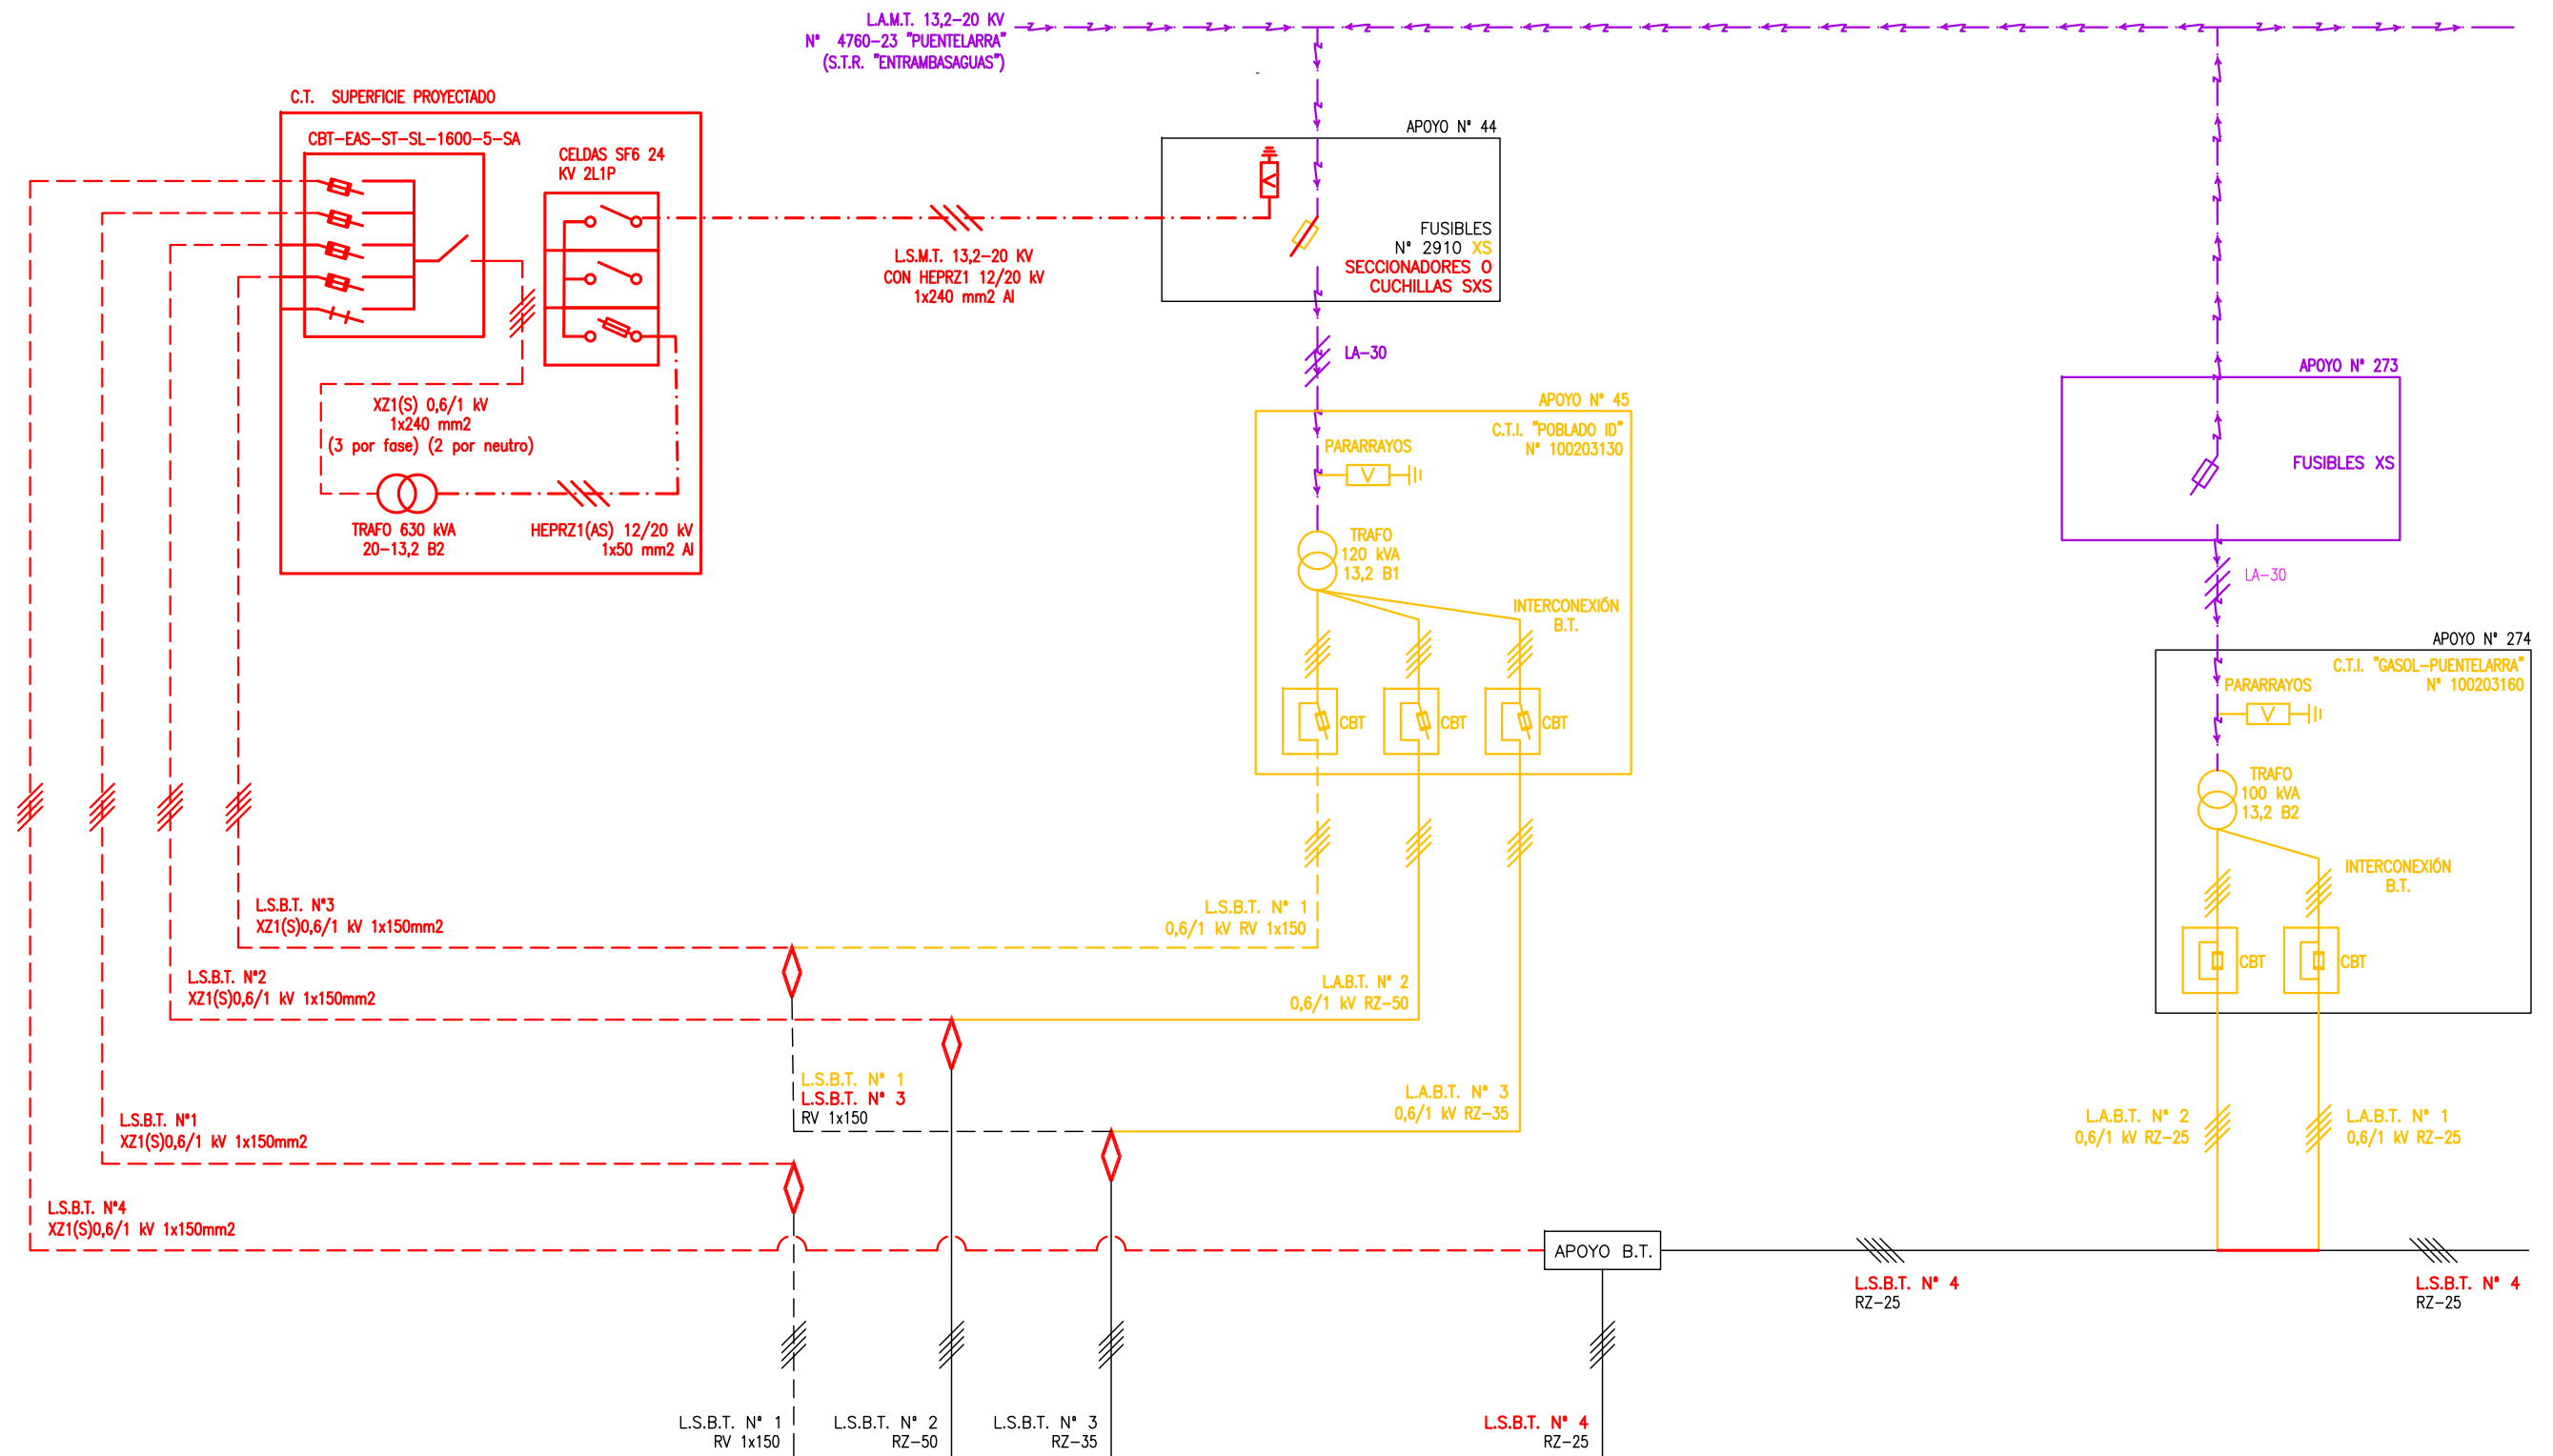 L.A.M.T. 13,2-20 KV
Nº 4760-23 "PUENTELARRA"
(S.T.R. "ENTRAMBASAGUAS")
C.T. SUPERFICIE PROYECTADO
CBT-EAS-ST-SL-1600-5-SA
CELDAS SF6 24
KV 2L1P
XZ1(S) 0,6/1 kV
1x240 mm2
(3 por fase) (2 por neutro)
TRAFO 630 kVA
20-13,2 B2
HEPRZ1(AS) 12/20 kV
1x50 mm2 Al
L.S.M.T. 13,2-20 KV
CON HEPRZ1 12/20 kV
1x240 mm2 Al
APOYO Nº 44
FUSIBLES
Nº 2910 XS
SECCIONADORES O
CUCHILLAS SXS
LA-30
APOYO Nº 45
C.T.I. "POBLADO ID"
Nº 100203130
PARARRAYOS
TRAFO
120 kVA
13,2 B1
INTERCONEXIÓN
B.T.
CBT
CBT
CBT
APOYO Nº 273
FUSIBLES XS
LA-30
APOYO Nº 274
C.T.I. "GASOL-PUENTELARRA"
Nº 100203160
PARARRAYOS
TRAFO
100 kVA
13,2 B2
INTERCONEXIÓN
B.T.
CBT
CBT
L.S.B.T. Nº3
XZ1(S)0,6/1 kV 1x150mm2
L.S.B.T. Nº 1
0,6/1 kV RV 1x150
L.S.B.T. Nº2
XZ1(S)0,6/1 kV 1x150mm2
L.A.B.T. Nº 2
0,6/1 kV RZ-50
L.S.B.T. Nº 1
L.S.B.T. Nº 3
RV 1x150
L.A.B.T. Nº 3
0,6/1 kV RZ-35
L.S.B.T. Nº1
XZ1(S)0,6/1 kV 1x150mm2
L.A.B.T. Nº 2
0,6/1 kV RZ-25
L.A.B.T. Nº 1
0,6/1 kV RZ-25
L.S.B.T. Nº4
XZ1(S)0,6/1 kV 1x150mm2
APOYO B.T.
L.S.B.T. Nº 4
RZ-25
L.S.B.T. Nº 4
RZ-25
L.S.B.T. Nº 1
RV 1x150
L.S.B.T. Nº 2
RZ-50
L.S.B.T. Nº 3
RZ-35
L.S.B.T. Nº 4
RZ-25